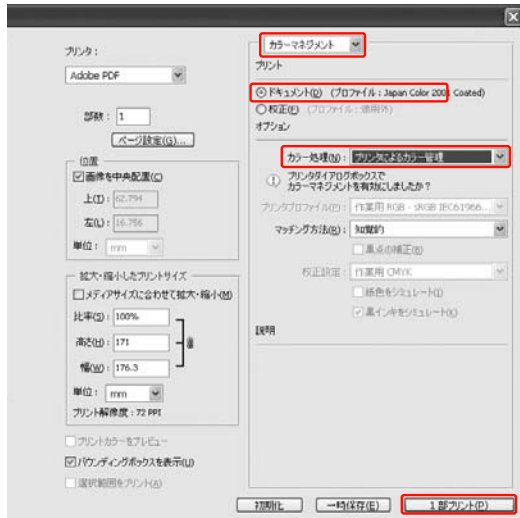 プリンタ：
Adobe PDF
部数： 1
ページ設定(G)...
位置
画像を中央配置(C)
上(T)： 62.794
左(L)： 16.756
単位： mm
拡大・縮小したプリントサイズ
メディアサイズに合わせて拡大・縮小(M)
比率(S)： 100%
高さ(H)： 171
幅(W)： 176.3
単位： mm
プリント解像度：72 PPI
プリントカラーをプレビュー
バウンディングボックスを表示(U)
選択範囲をプリント(A)
カラーマネジメント
プリント
ドキュメント(D) (プロファイル：Japan Color 2001 Coated)
校正(F) (プロファイル：適用外)
オプション
カラー処理(N)： プリンタによるカラー管理
プリンタダイアログボックスで
カラーマネジメントを有効にしましたか？
プリンタプロファイル(P)： 作業用 RGB - sRGB IEC61966...
マッチング方法(R)： 知覚的
黒点の補正(B)
校正設定： 作業用 CMYK
紙色をシミュレート(I)
黒インキをシミュレート(K)
説明
初期化
一時保存(E)
1 部プリント(P)